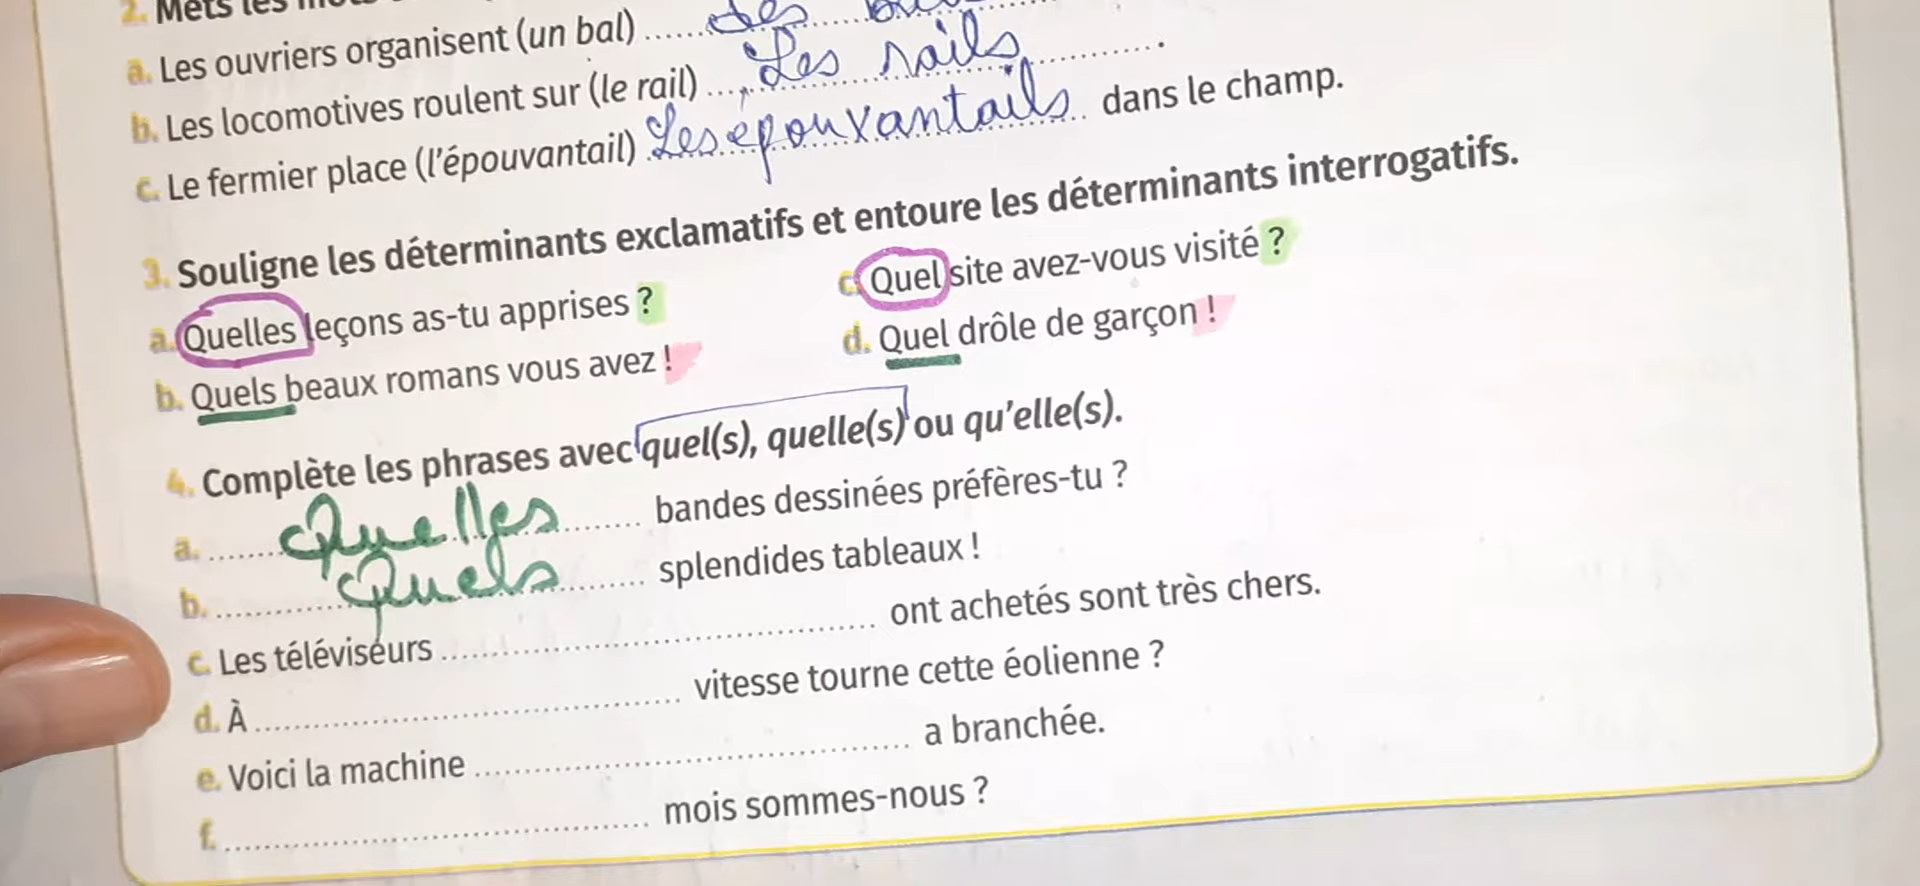 2. Mets les
a. Les ouvriers organisent (un bal) ...... des
b. Les locomotives roulent sur (le rail) ... Les rails .
c. Le fermier place (l'épouvantail) Les épouvantails dans le champ.
3. Souligne les déterminants exclamatifs et entoure les déterminants interrogatifs.
a. Quelles leçons as-tu apprises ?
b. Quels beaux romans vous avez !
c. Quel site avez-vous visité ?
d. Quel drôle de garçon !
4. Complète les phrases avec quel(s), quelle(s) ou qu'elle(s).
a. ...... Quelles ...... bandes dessinées préfères-tu ?
b. ...... Quels ...... splendides tableaux !
c. Les téléviseurs ...... ont achetés sont très chers.
d. À ...... vitesse tourne cette éolienne ?
e. Voici la machine ...... a branchée.
f. ...... mois sommes-nous ?